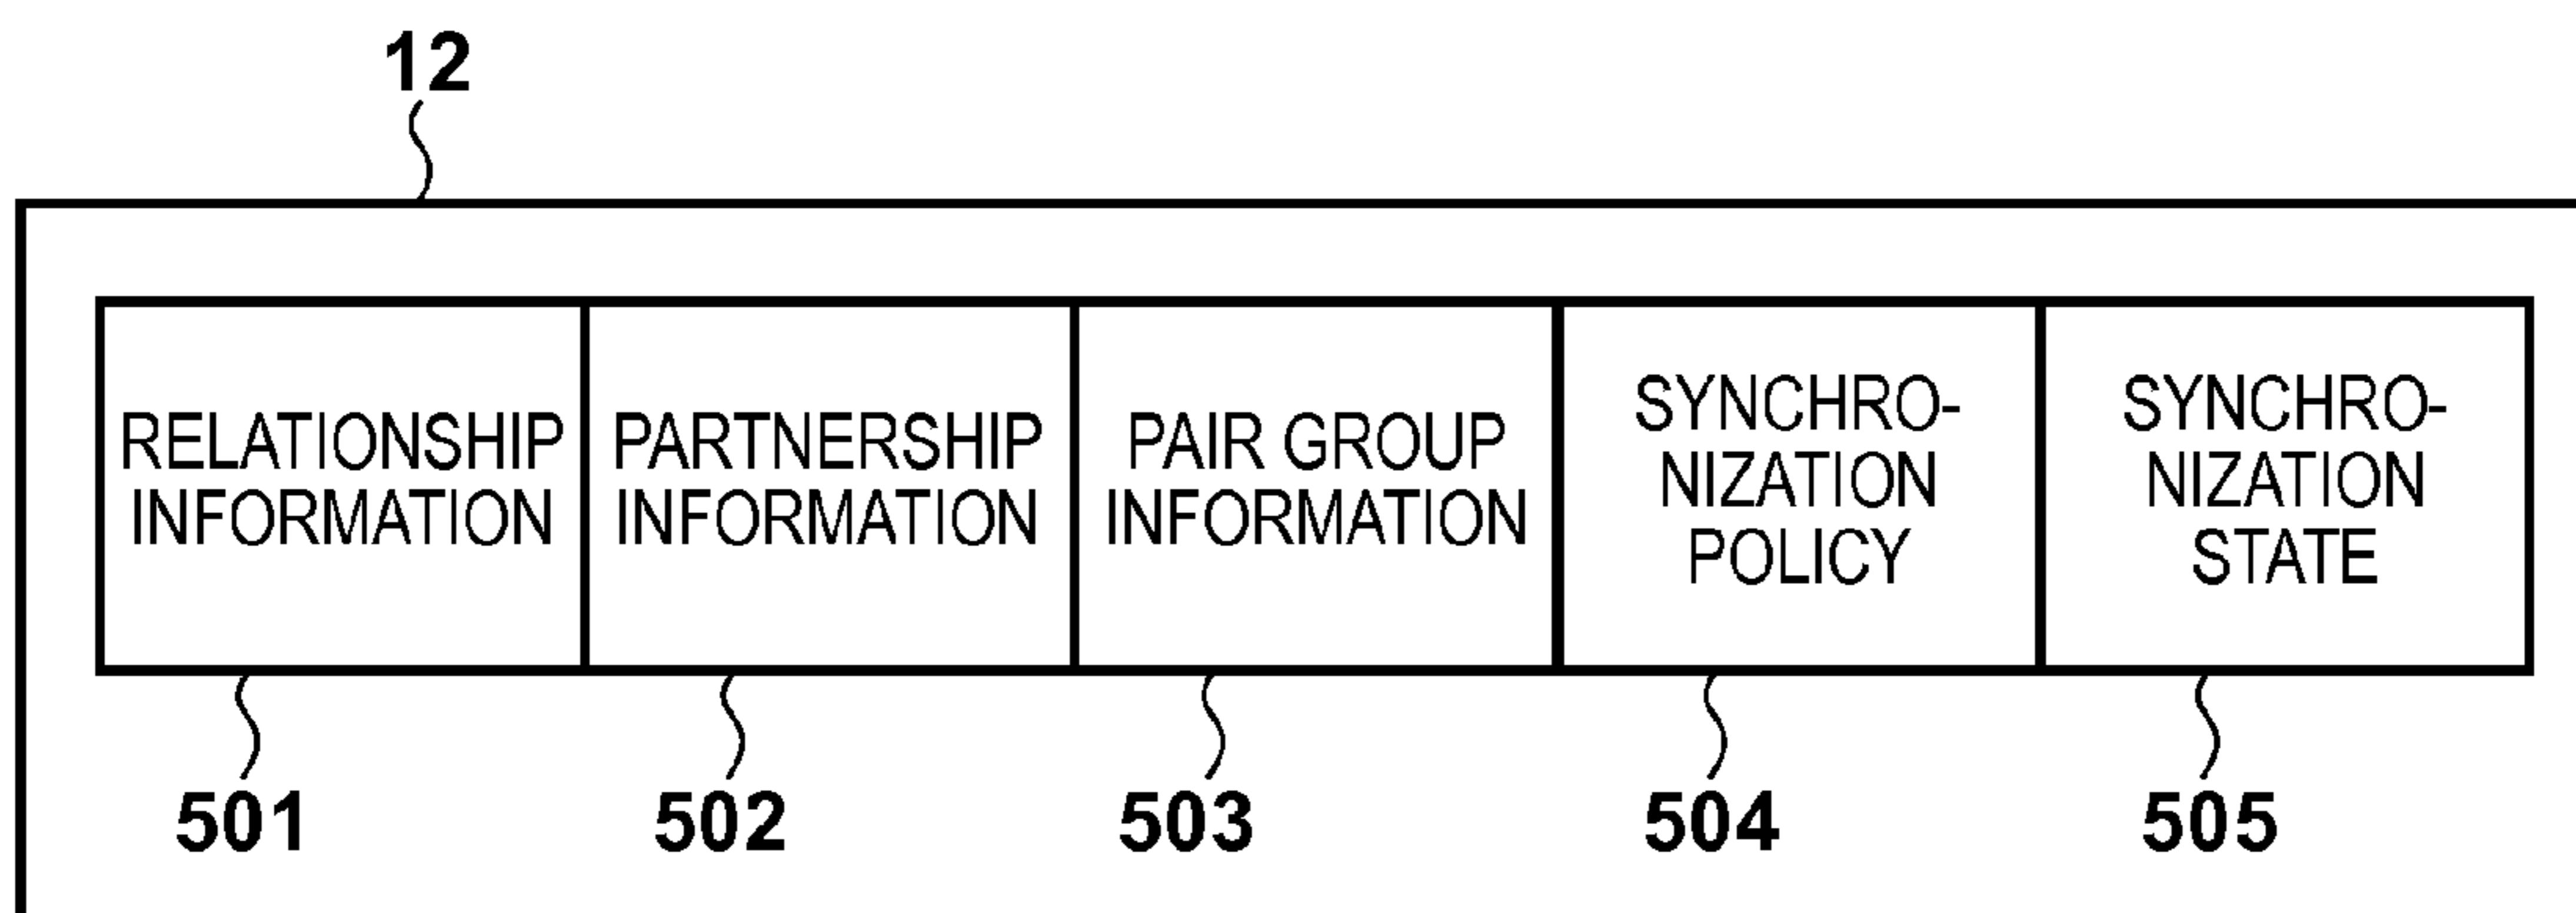 12
RELATIONSHIP
INFORMATION
PARTNERSHIP
INFORMATION
PAIR GROUP
INFORMATION
SYNCHRO-
NIZATION
POLICY
SYNCHRO-
NIZATION
STATE
501
502
503
504
505